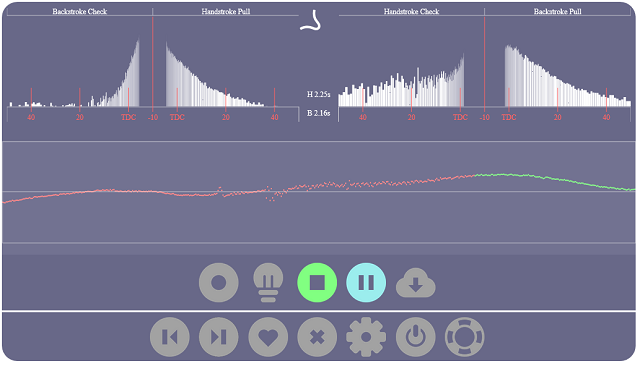 Backstroke Check Handstroke Pull Handstroke Check Backstroke Pull
H 2.25s
B 2.16s
40 20 TDC -10 TDC 20 40 40 20 TDC -10 TDC 20 40